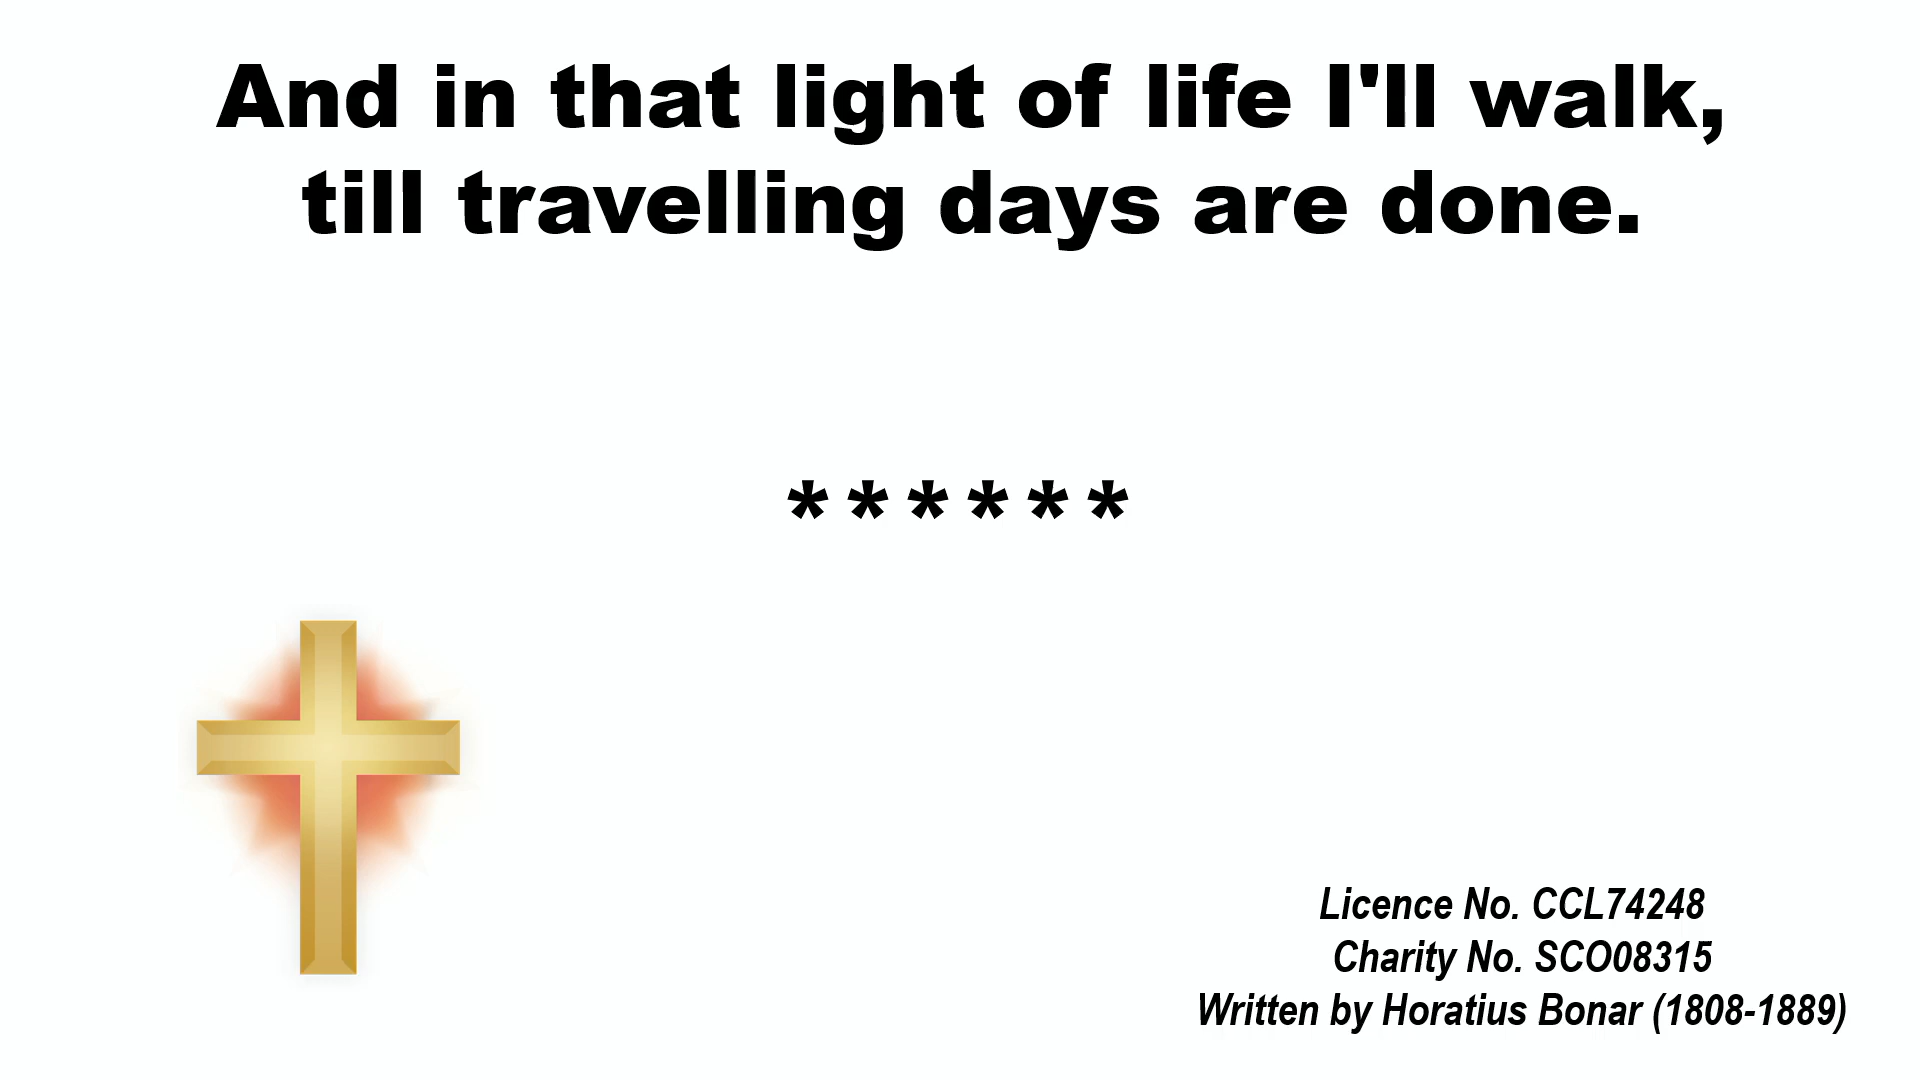 And in that light of life I'll walk,
till travelling days are done.
******
Licence No. CCL74248
Charity No. SCO08315
Written by Horatius Bonar (1808-1889)